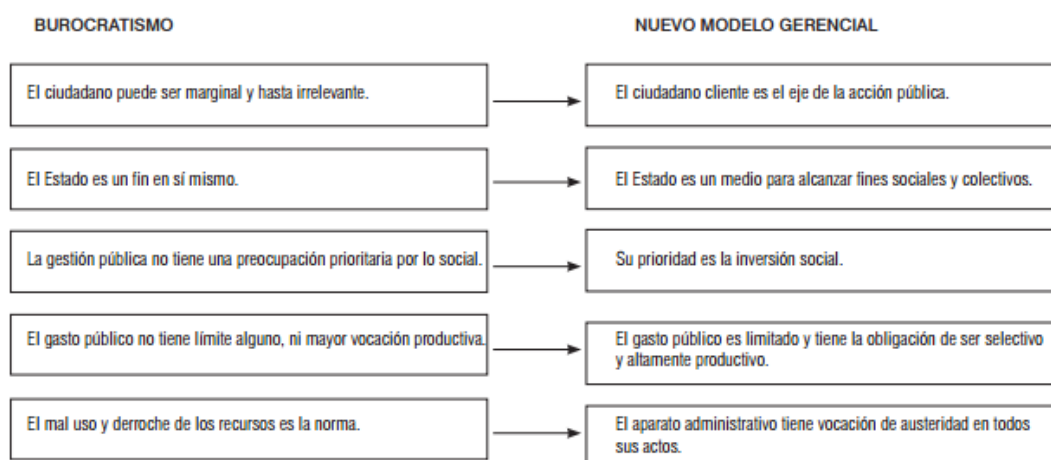 BUROCRATISMO
NUEVO MODELO GERENCIAL
El ciudadano puede ser marginal y hasta irrelevante.
El ciudadano cliente es el eje de la acción pública.
El Estado es un fin en sí mismo.
El Estado es un medio para alcanzar fines sociales y colectivos.
La gestión pública no tiene una preocupación prioritaria por lo social.
Su prioridad es la inversión social.
El gasto público no tiene límite alguno, ni mayor vocación productiva.
El gasto público es limitado y tiene la obligación de ser selectivo
y altamente productivo.
El mal uso y derroche de los recursos es la norma.
El aparato administrativo tiene vocación de austeridad en todos
sus actos.